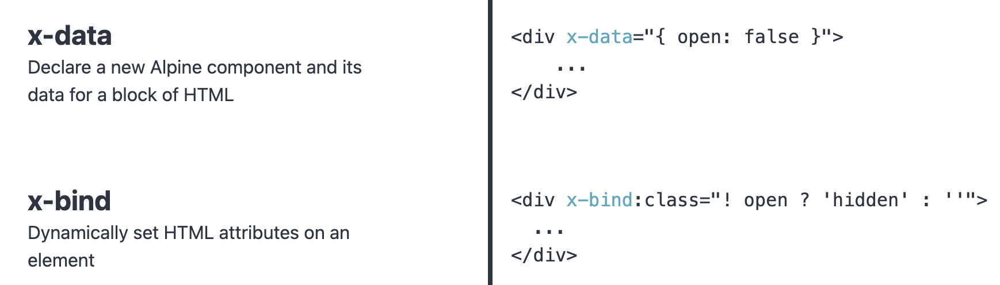 x-data
Declare a new Alpine component and its
data for a block of HTML
<div x-data="{ open: false }">
...
</div>
x-bind
Dynamically set HTML attributes on an
element
<div x-bind:class="! open ? 'hidden' : ''">
...
</div>